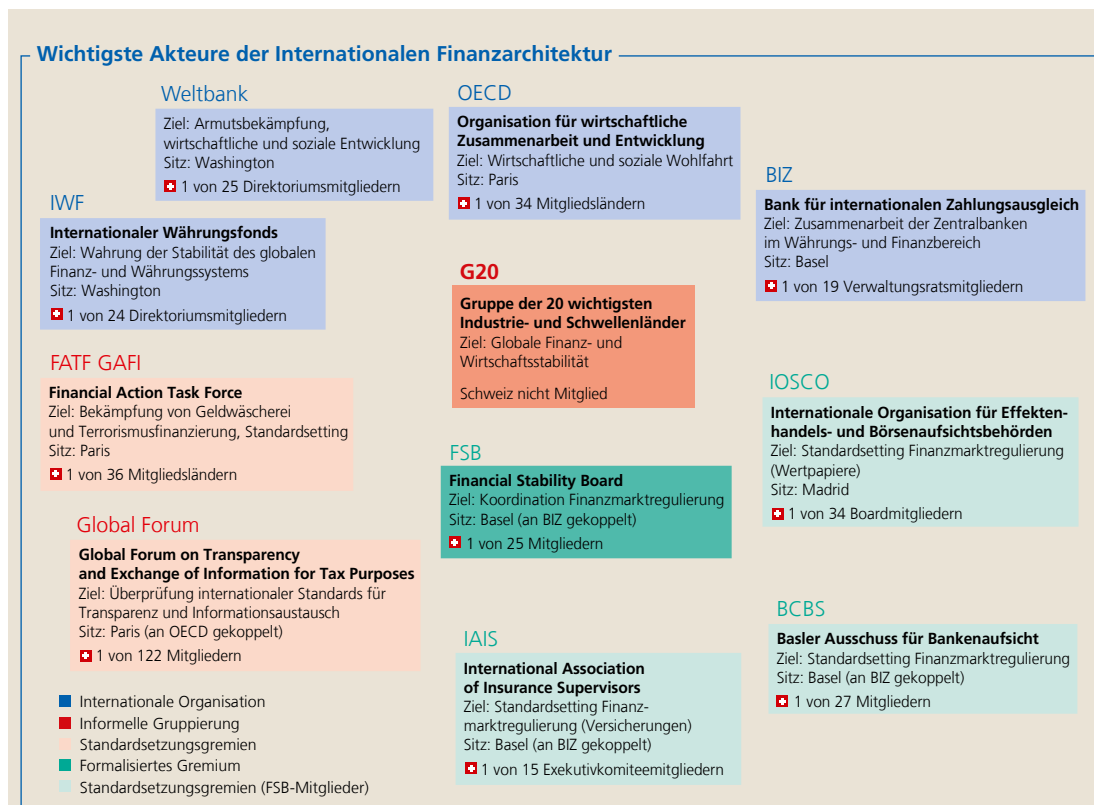 Wichtigste Akteure der Internationalen Finanzarchitektur
Weltbank
Ziel: Armutsbekämpfung,
wirtschaftliche und soziale Entwicklung
Sitz: Washington
1 von 25 Direktoriumsmitgliedern
OECD
Organisation für wirtschaftliche
Zusammenarbeit und Entwicklung
Ziel: Wirtschaftliche und soziale Wohlfahrt
Sitz: Paris
1 von 34 Mitgliedsländern
BIZ
Bank für internationalen Zahlungsausgleich
Ziel: Zusammenarbeit der Zentralbanken
im Währungs- und Finanzbereich
Sitz: Basel
1 von 19 Verwaltungsratsmitgliedern
IWF
Internationaler Währungsfonds
Ziel: Wahrung der Stabilität des globalen
Finanz- und Währungssystems
Sitz: Washington
1 von 24 Direktoriumsmitgliedern
G20
Gruppe der 20 wichtigsten
Industrie- und Schwellenländer
Ziel: Globale Finanz- und
Wirtschaftsstabilität
Schweiz nicht Mitglied
FATF GAFI
Financial Action Task Force
Ziel: Bekämpfung von Geldwäscherei
und Terrorismusfinanzierung, Standardsetting
Sitz: Paris
1 von 36 Mitgliedsländern
IOSCO
Internationale Organisation für Effekten-
handels- und Börsenaufsichtsbehörden
Ziel: Standardsetting Finanzmarktregulierung
(Wertpapiere)
Sitz: Madrid
1 von 34 Boardmitgliedern
FSB
Financial Stability Board
Ziel: Koordination Finanzmarktregulierung
Sitz: Basel (an BIZ gekoppelt)
1 von 25 Mitgliedern
Global Forum
Global Forum on Transparency
and Exchange of Information for Tax Purposes
Ziel: Überprüfung internationaler Standards für
Transparenz und Informationsaustausch
Sitz: Paris (an OECD gekoppelt)
1 von 122 Mitgliedern
IAIS
International Association
of Insurance Supervisors
Ziel: Standardsetting Finanz-
marktregulierung (Versicherungen)
Sitz: Basel (an BIZ gekoppelt)
1 von 15 Exekutivkomiteemitgliedern
BCBS
Basler Ausschuss für Bankenaufsicht
Ziel: Standardsetting Finanzmarktregulierung
Sitz: Basel (an BIZ gekoppelt)
1 von 27 Mitgliedern
Internationale Organisation
Informelle Gruppierung
Standardsetzungsgremien
Formalisiertes Gremium
Standardsetzungsgremien (FSB-Mitglieder)